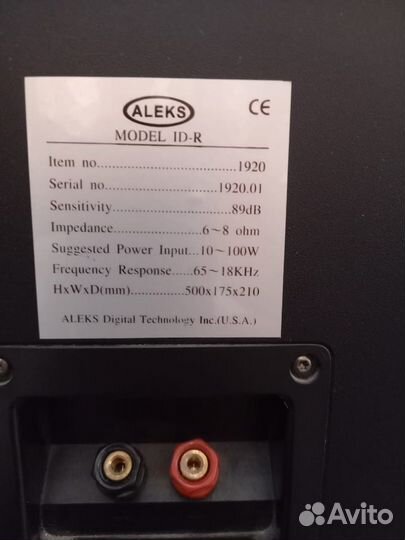 ALEKS
CE
MODEL ID-R
Item no..................................1920
Serial no............................1920.01
Sensitivity.............................89dB
Impedance.......................6~8 ohm
Suggested Power Input...10~100W
Frequency Response.....65~18KHz
HxWxD(mm)................500x175x210
ALEKS Digital Technology Inc.(U.S.A.)
Avito